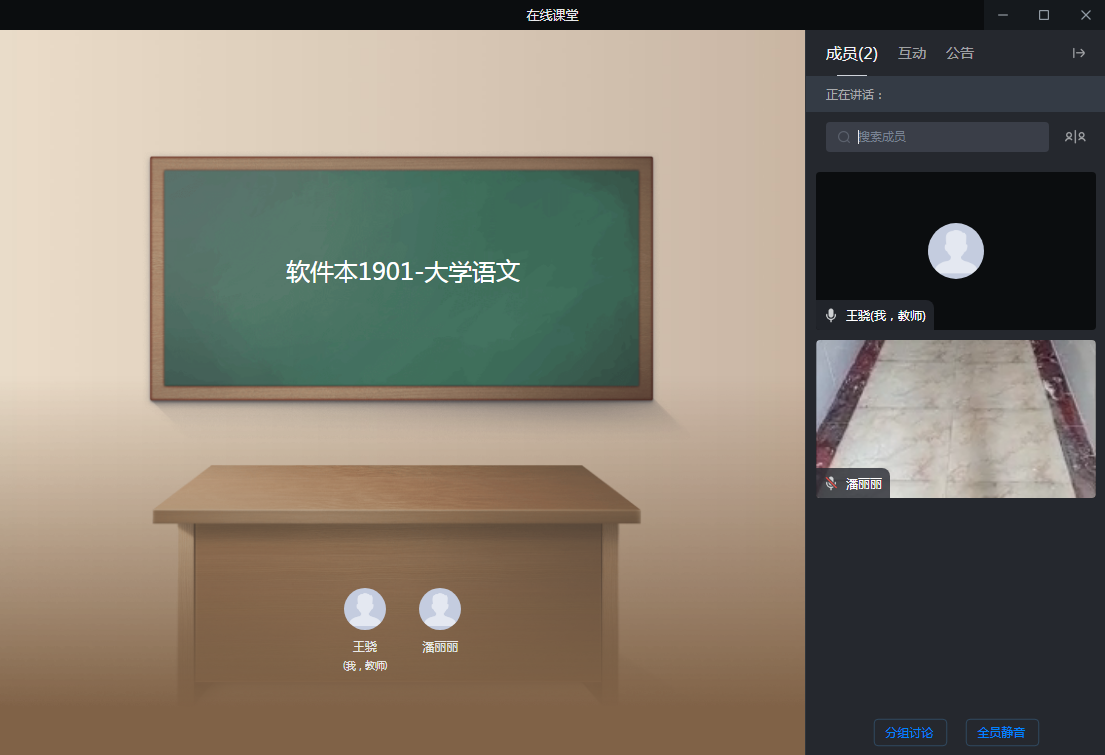 在线课堂
成员(2) 互动 公告
正在讲话：
搜索成员
软件本1901-大学语文
王骁(我，教师)
潘丽丽
王骁
(我，教师)
潘丽丽
分组讨论 全员静音